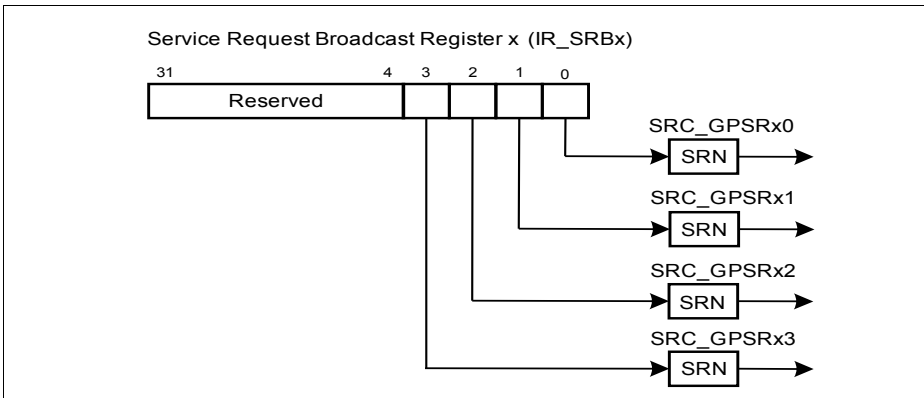 Service Request Broadcast Register x (IR_SRBx)
31 4 3 2 1 0
Reserved
SRC_GPSRx0
SRN
SRC_GPSRx1
SRN
SRC_GPSRx2
SRN
SRC_GPSRx3
SRN